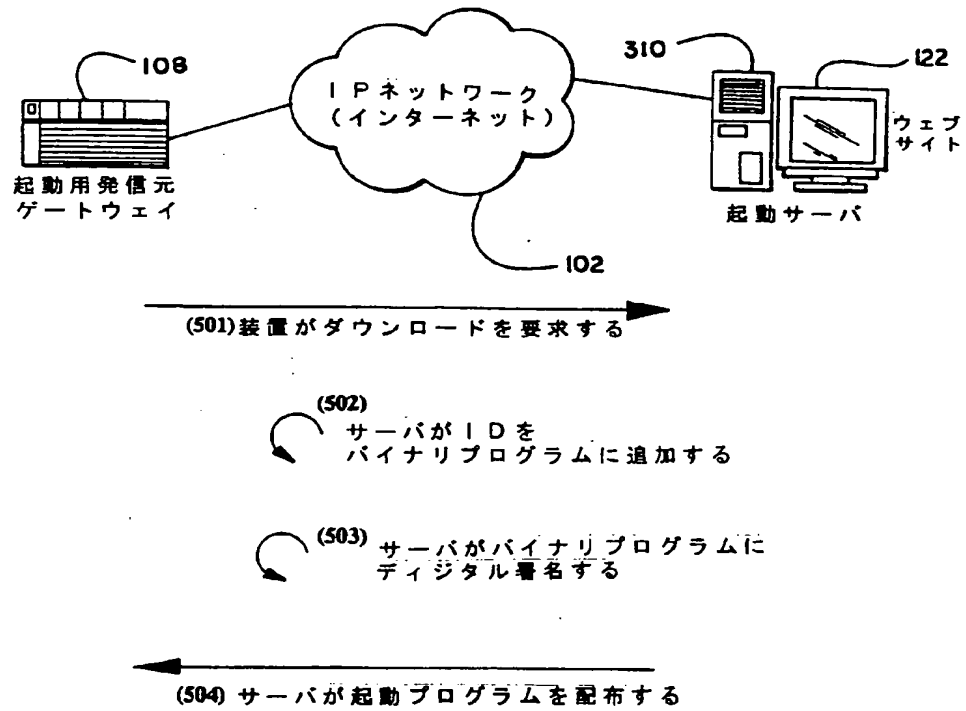 108
310
122
IPネットワーク
(インターネット)
ウェブ
サイト
起動用発信元
ゲートウェイ
起動サーバ
102
(501)装置がダウンロードを要求する
(502)
サーバがIDを
バイナリプログラムに追加する
(503) サーバがバイナリプログラムに
ディジタル署名する
(504) サーバが起動プログラムを配布する